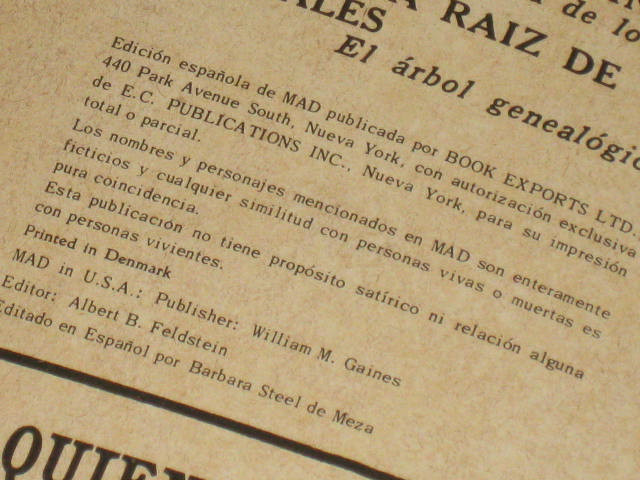 de lo
A RAIZ DE
ALES
El árbol genealógic
Edición española de MAD publicada por BOOK EXPORTS LTD.,
440 Park Avenue South, Nueva York, con autorización exclusiva
de E.C. PUBLICATIONS INC., Nueva York, para su impresión
total o parcial.
Los nombres y personajes mencionados en MAD son enteramente
ficticios y cualquier similitud con personas vivas o muertas es
pura coincidencia.
Esta publicación no tiene propósito satírico ni relación alguna
con personas vivientes.
Printed in Denmark
MAD in U.S.A.: Publisher: William M. Gaines
Editor: Albert B. Feldstein
Editado en Español por Barbara Steel de Meza
QUIEN